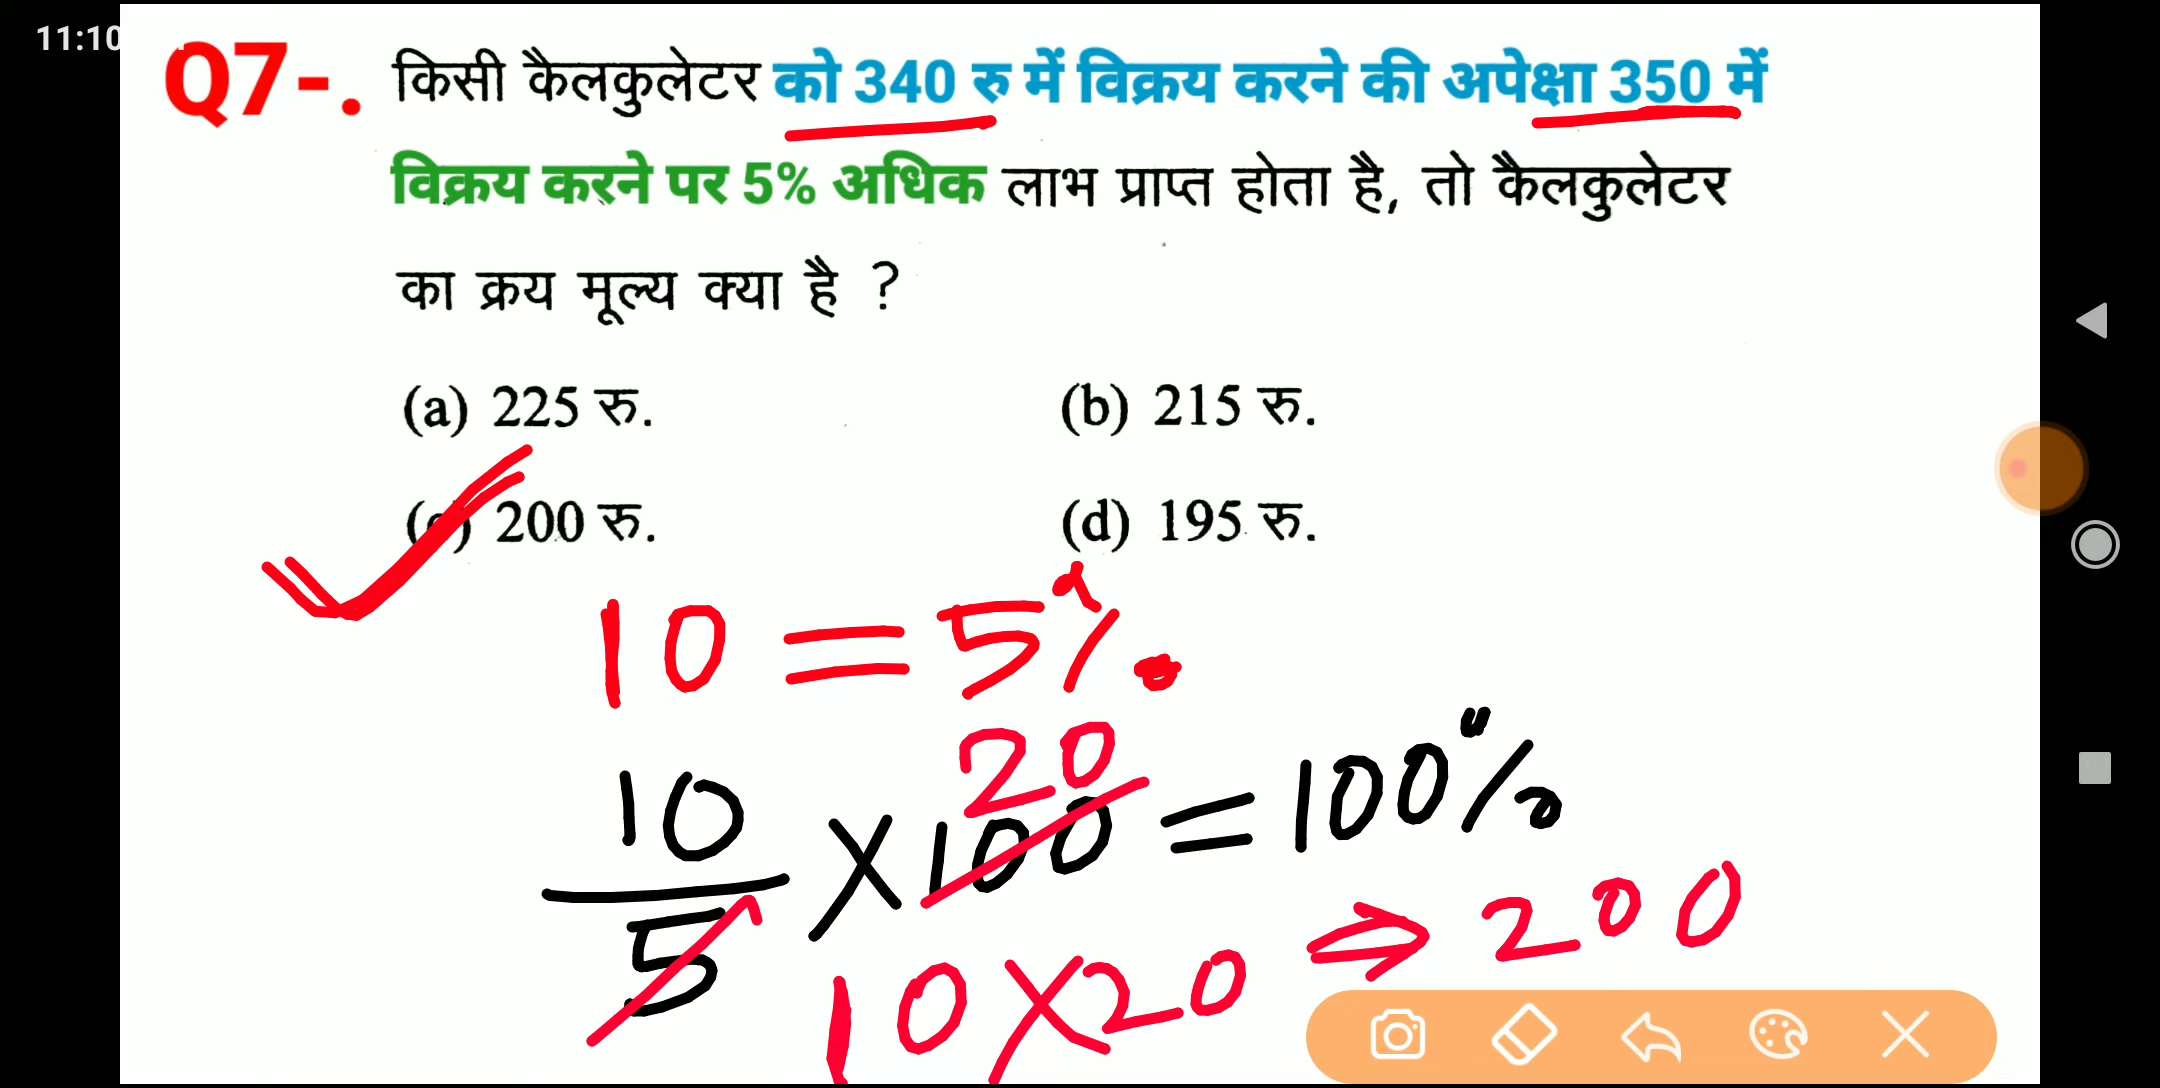 11:10
Q7-. किसी कैलकुलेटर को 340 रु में विक्रय करने की अपेक्षा 350 में
विक्रय करने पर 5% अधिक लाभ प्राप्त होता है, तो कैलकुलेटर
का क्रय मूल्य क्या है ?
(a) 225 रु. (b) 215 रु.
(c) 200 रु. (d) 195 रु.
10 = 5%
20
10/5 × 100 = 100%
10 × 20 ⇒ 200